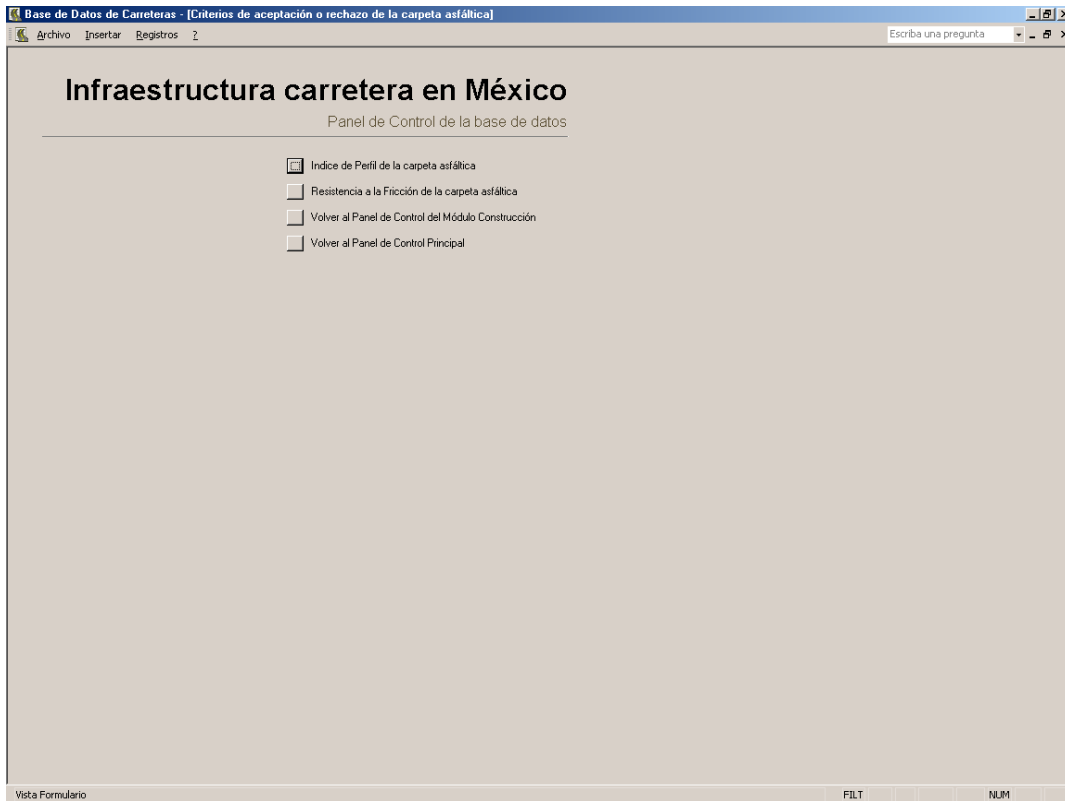 Base de Datos de Carreteras - [Criterios de aceptación o rechazo de la carpeta asfáltica]
Archivo Insertar Registros ? Escriba una pregunta
Infraestructura carretera en México
Panel de Control de la base de datos
Indice de Perfil de la carpeta asfáltica
Resistencia a la Fricción de la carpeta asfáltica
Volver al Panel de Control del Módulo Construcción
Volver al Panel de Control Principal
Vista Formulario FILT NUM